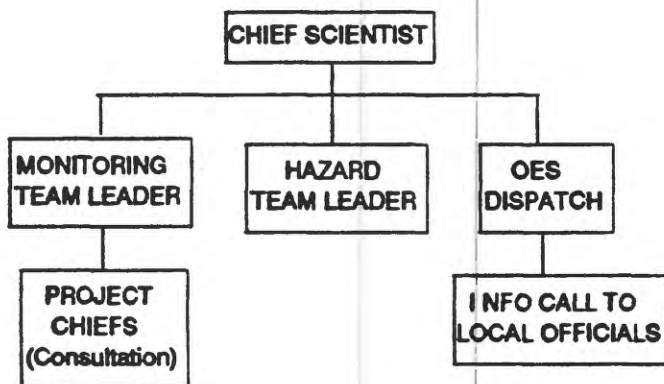 CHIEF SCIENTIST
MONITORING
TEAM LEADER
HAZARD
TEAM LEADER
OES
DISPATCH
PROJECT
CHIEFS
(Consultation)
INFO CALL TO
LOCAL OFFICIALS